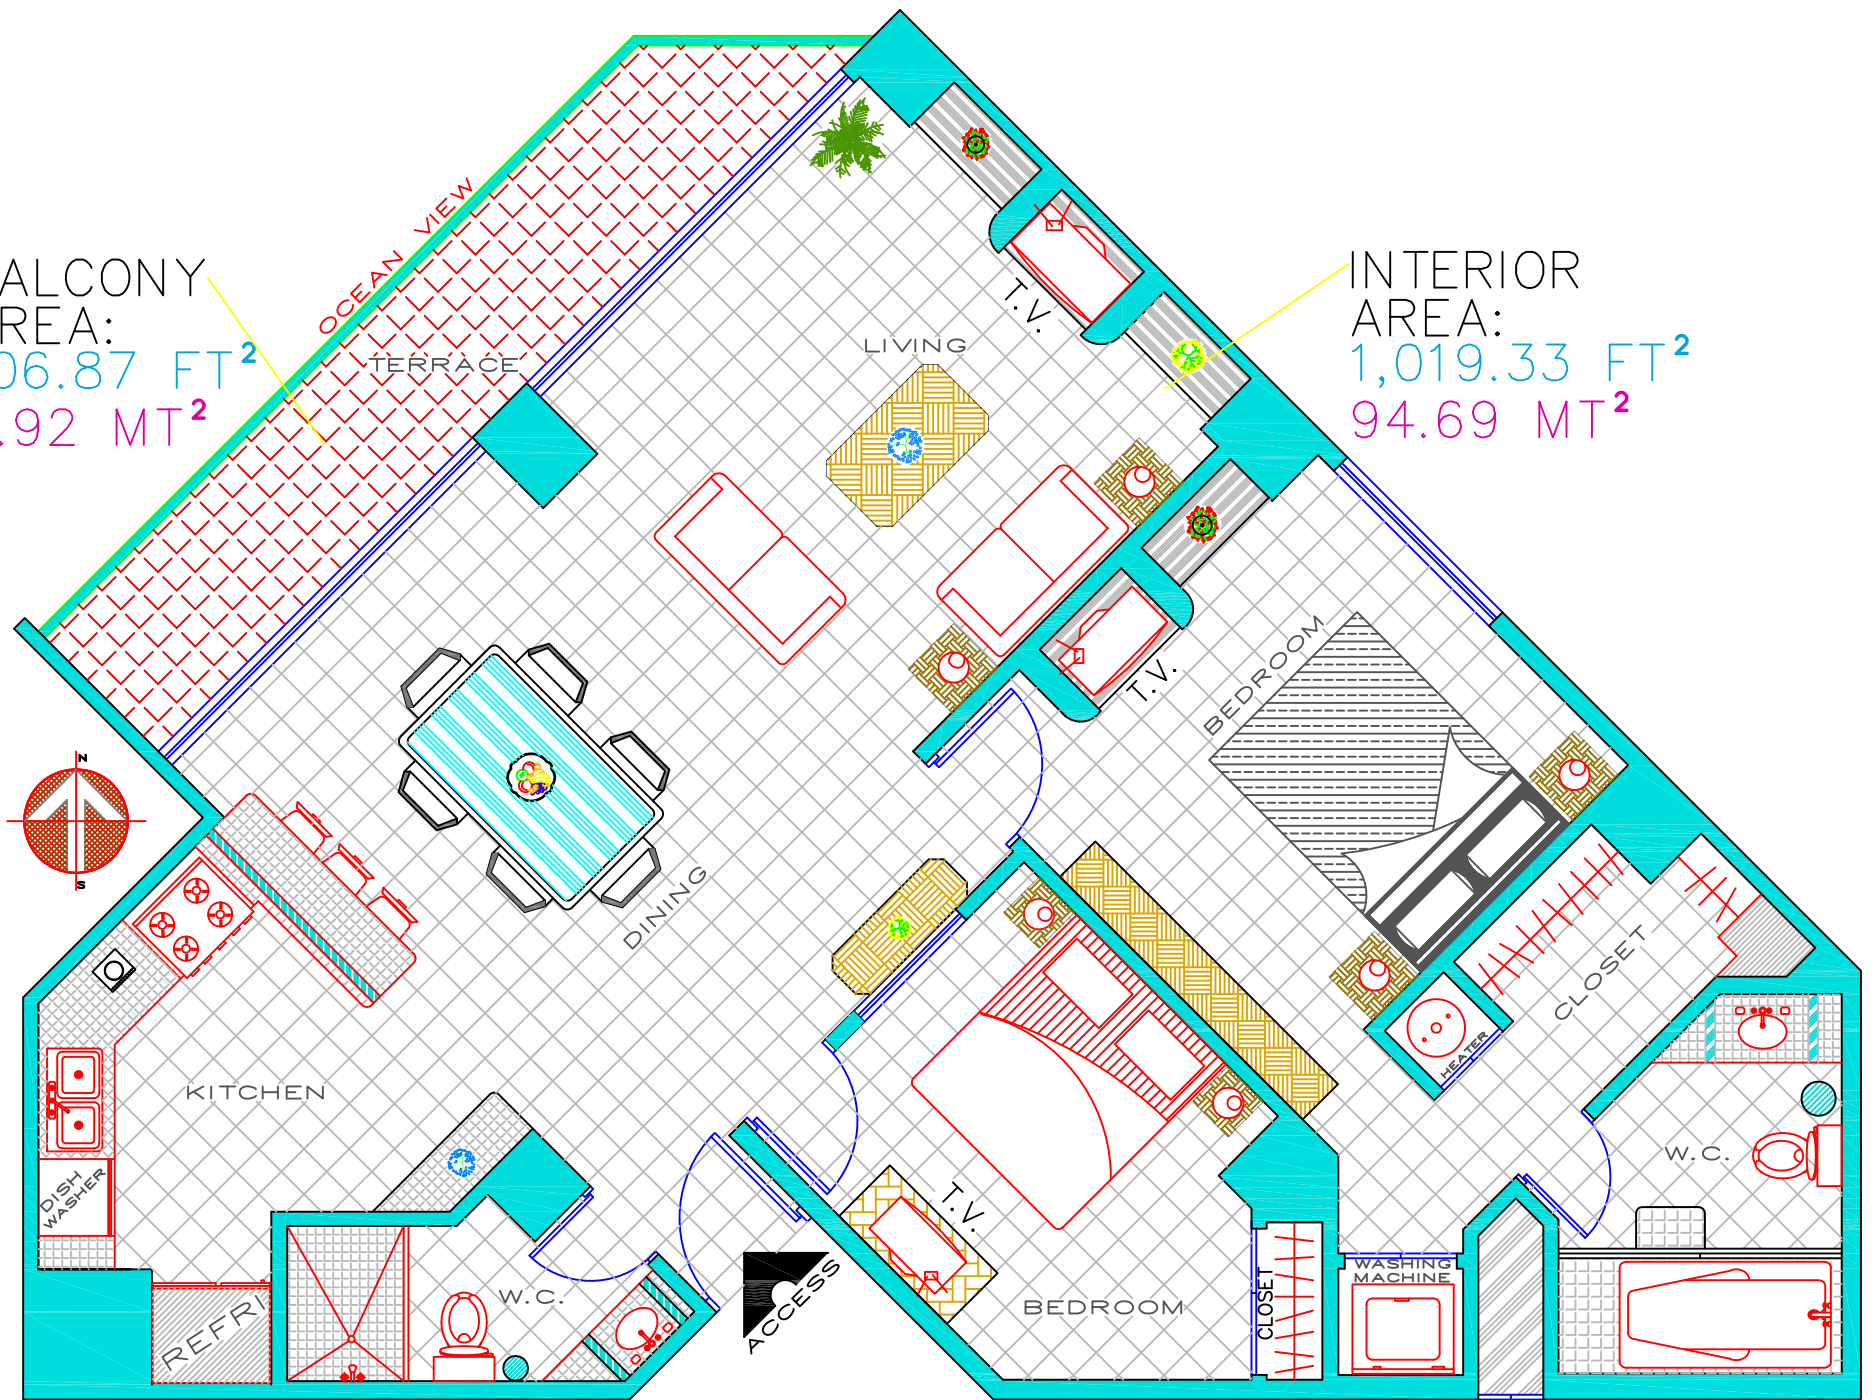 ALCONY
REA:
06.87 FT²
.92 MT²
OCEAN VIEW
TERRACE
INTERIOR
AREA:
1,019.33 FT²
94.69 MT²
LIVING
T.V.
T.V.
BEDROOM
N
S
DINING
CLOSET
HEATER
KITCHEN
DISH
WASHER
W.C.
T.V.
REFRI
W.C.
ACCESS
BEDROOM
CLOSET
WASHING
MACHINE